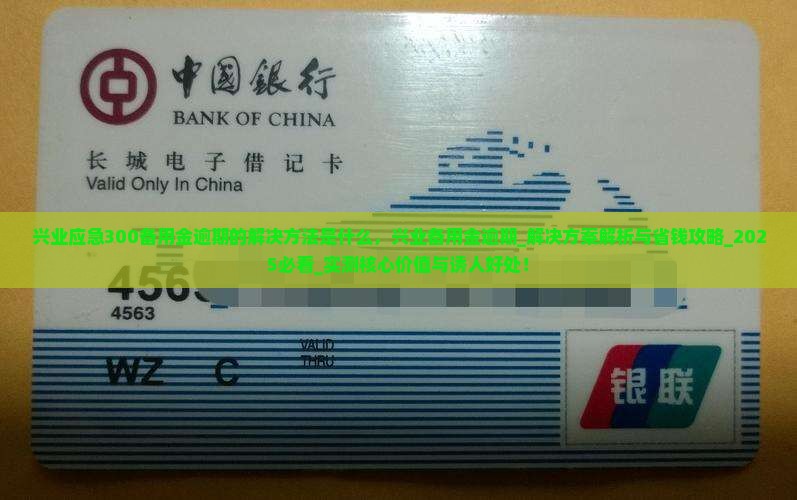 中國銀行
BANK OF CHINA
长城电子借记卡
Valid Only In China
兴业应急300备用金逾期的解决方法是什么，兴业备用金逾期_解决方案解析与省钱攻略_202
5必看_实测核心价值与诱人好处！
4563
VALID
THRU
WZ C
银联